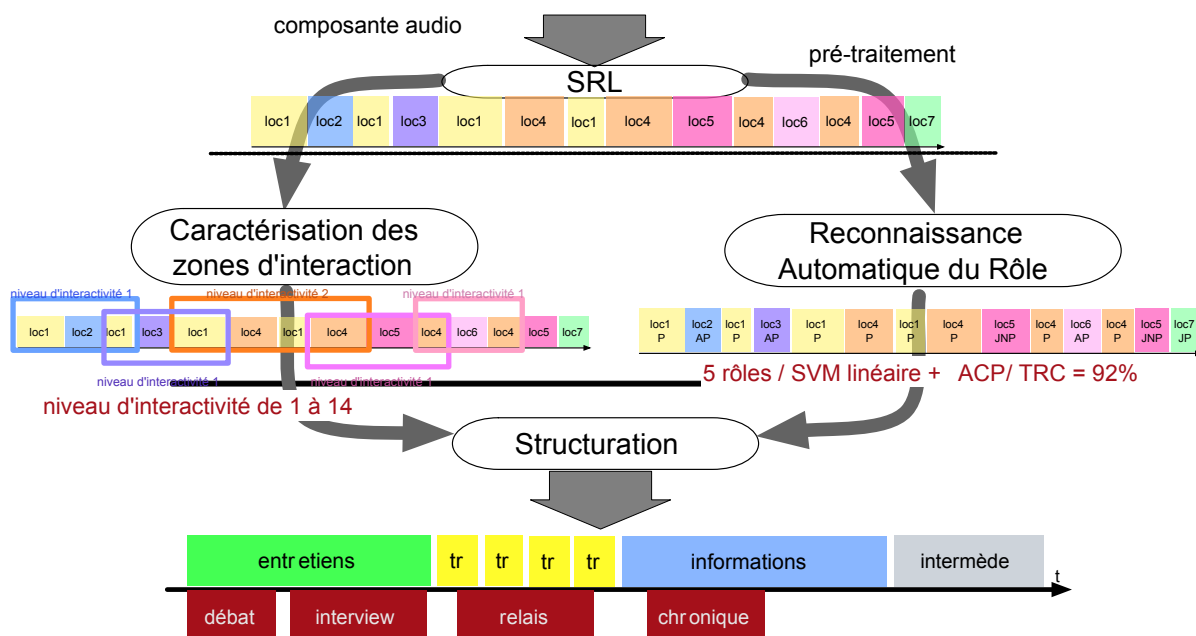 composante audio
pré-traitement
SRL
loc1 loc2 loc1 loc3 loc1 loc4 loc1 loc4 loc5 loc4 loc6 loc4 loc5 loc7
Caractérisation des
zones d'interaction
Reconnaissance
Automatique du Rôle
niveau d'interactivité 1 niveau d'interactivité 2 niveau d'interactivité 1
loc1 loc2 loc1 loc3 loc1 loc4 loc1 loc4 loc5 loc4 loc6 loc4 loc5 loc7
niveau d'interactivité 1 niveau d'interactivité 1
niveau d'interactivité de 1 à 14
loc1 loc2 loc1 loc3 loc1 loc4 loc1 loc4 loc5 loc4 loc6 loc4 loc5 loc7
P AP P AP P P P P JNP P AP P JNP JP
5 rôles / SVM linéaire + ACP/ TRC = 92%
Structuration
entretiens tr tr tr tr informations intermède
t
débat interview relais chronique